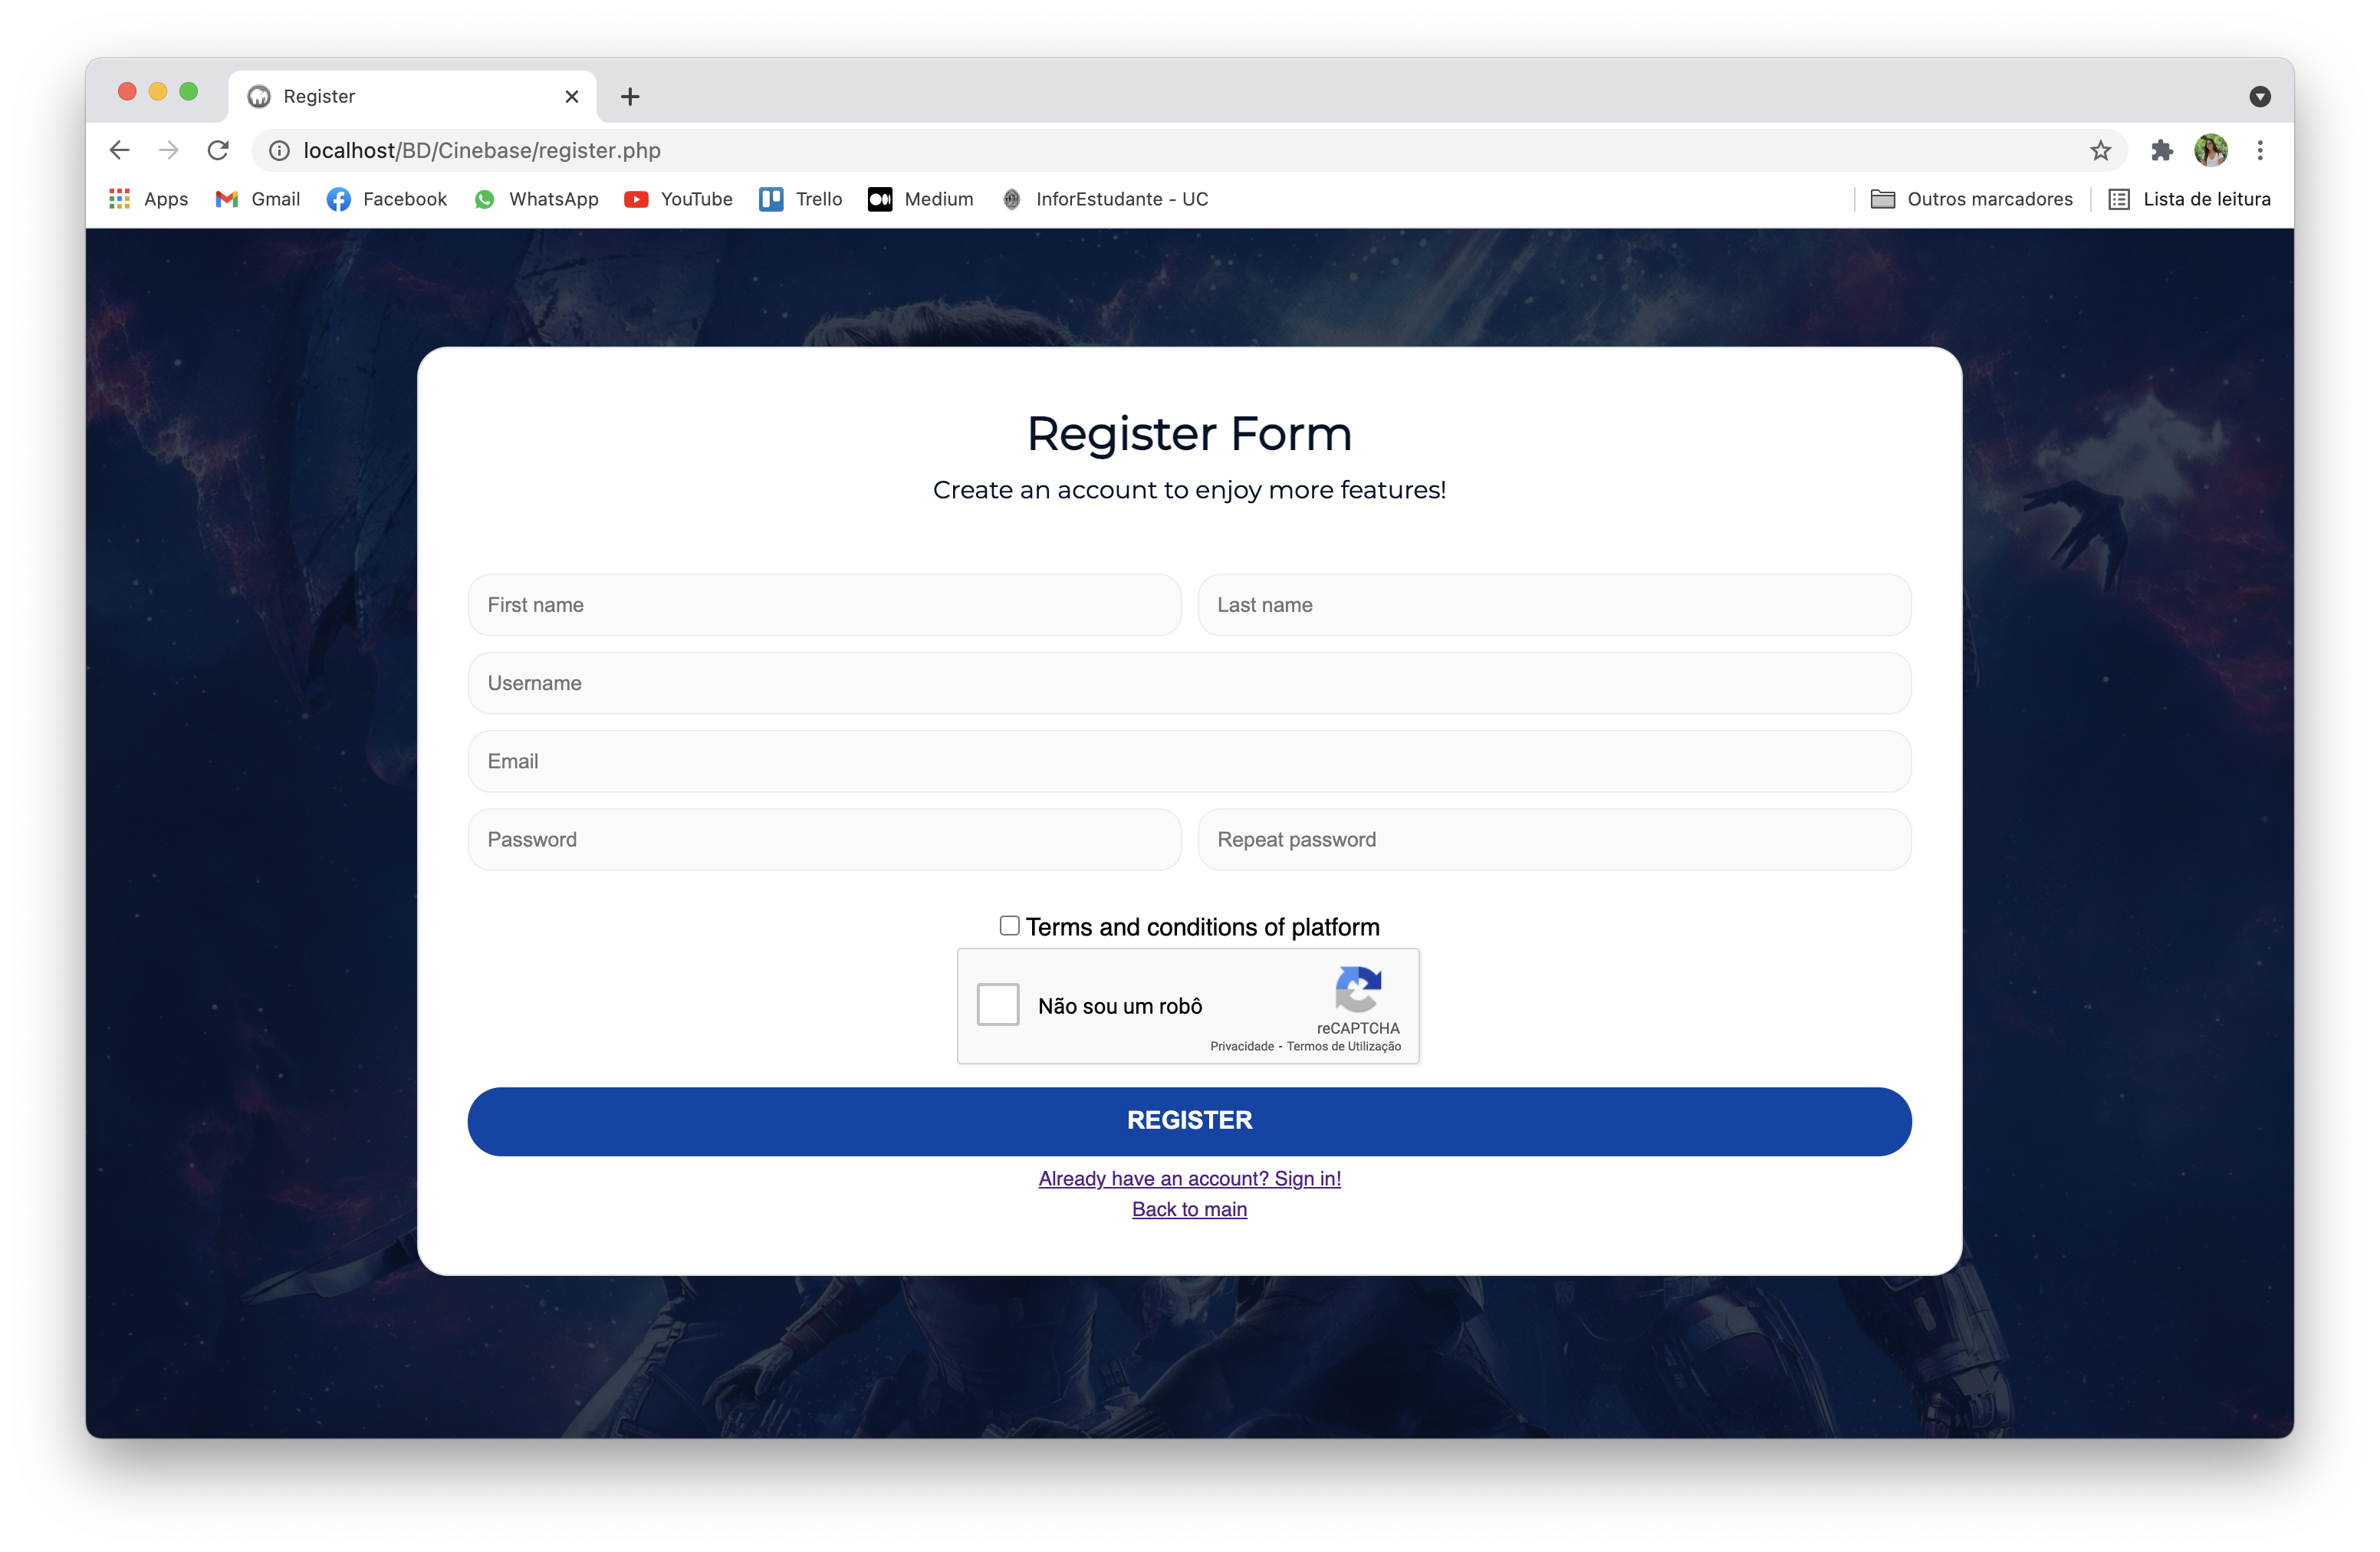 Register
localhost/BD/Cinebase/register.php
Apps Gmail Facebook WhatsApp YouTube Trello Medium InforEstudante - UC Outros marcadores Lista de leitura
Register Form
Create an account to enjoy more features!
First name Last name
Username
Email
Password Repeat password
Terms and conditions of platform
Não sou um robô
reCAPTCHA
Privacidade - Termos de Utilização
REGISTER
Already have an account? Sign in!
Back to main